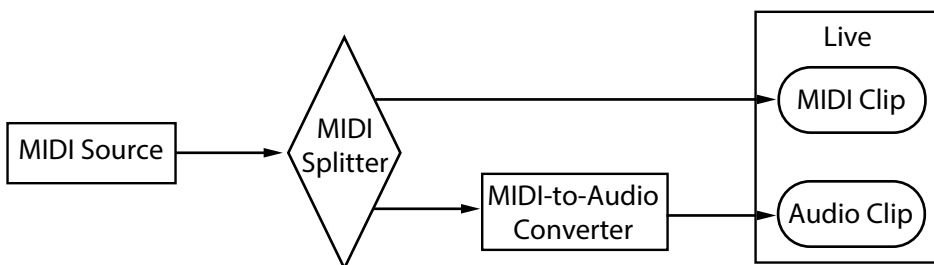 MIDI Source
MIDI
Splitter
MIDI-to-Audio
Converter
Live
MIDI Clip
Audio Clip